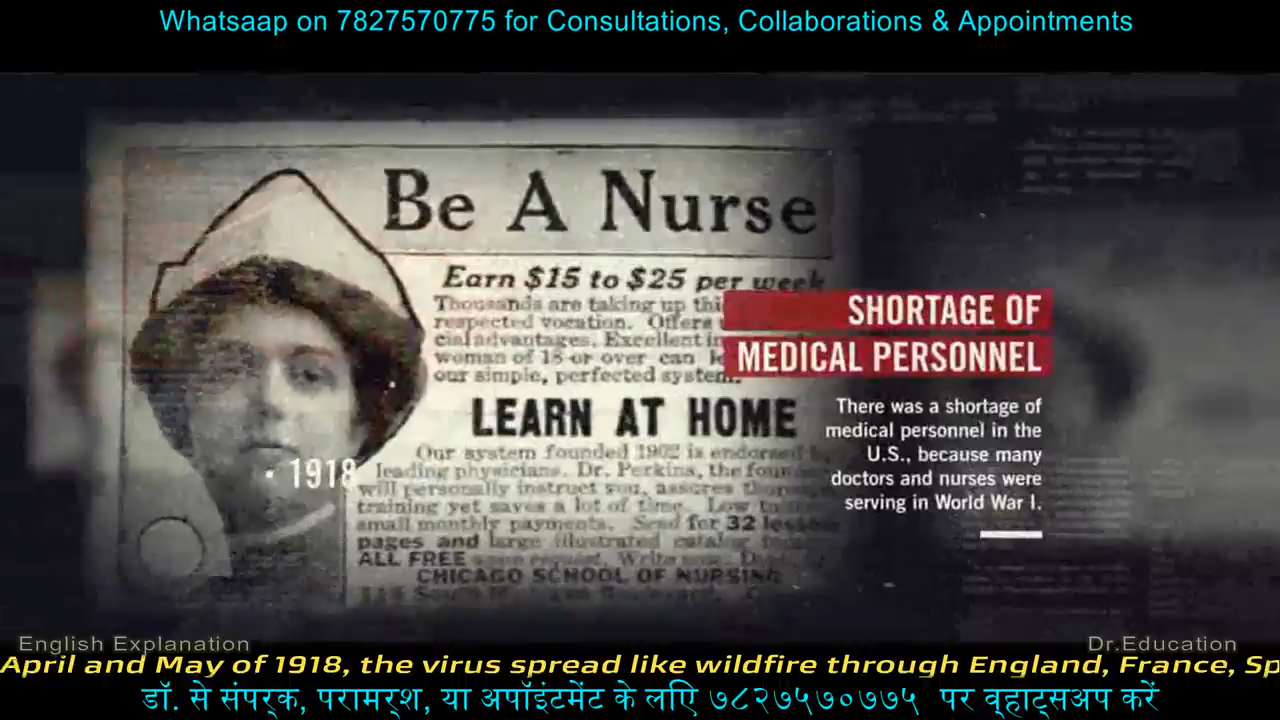 Whatsaap on 7827570775 for Consultations, Collaborations & Appointments
Be A Nurse
Earn $15 to $25 per week
Thousands are taking up thi
respected vocation. Offers
cial advantages. Excellent in
woman of 18 or over can
our simple, perfected system.
LEARN AT HOME
Our system founded 1902 is endorsed
leading physicians. Dr. Perkins, the foun
will personally instruct you, assures
training yet saves a lot of time. Low
small monthly payments. Send for 32
pages and large illustrated catalog
ALL FREE upon request. Write
CHICAGO SCHOOL OF NURSING
• 1918
SHORTAGE OF
MEDICAL PERSONNEL
There was a shortage of
medical personnel in the
U.S., because many
doctors and nurses were
serving in World War I.
English Explanation
Dr.Education
April and May of 1918, the virus spread like wildfire through England, France, Sp
डॉ. से संपर्क, परामर्श, या अपॉइंटमेंट के लिए ७८२७५७०७७५ पर व्हाट्सअप करें